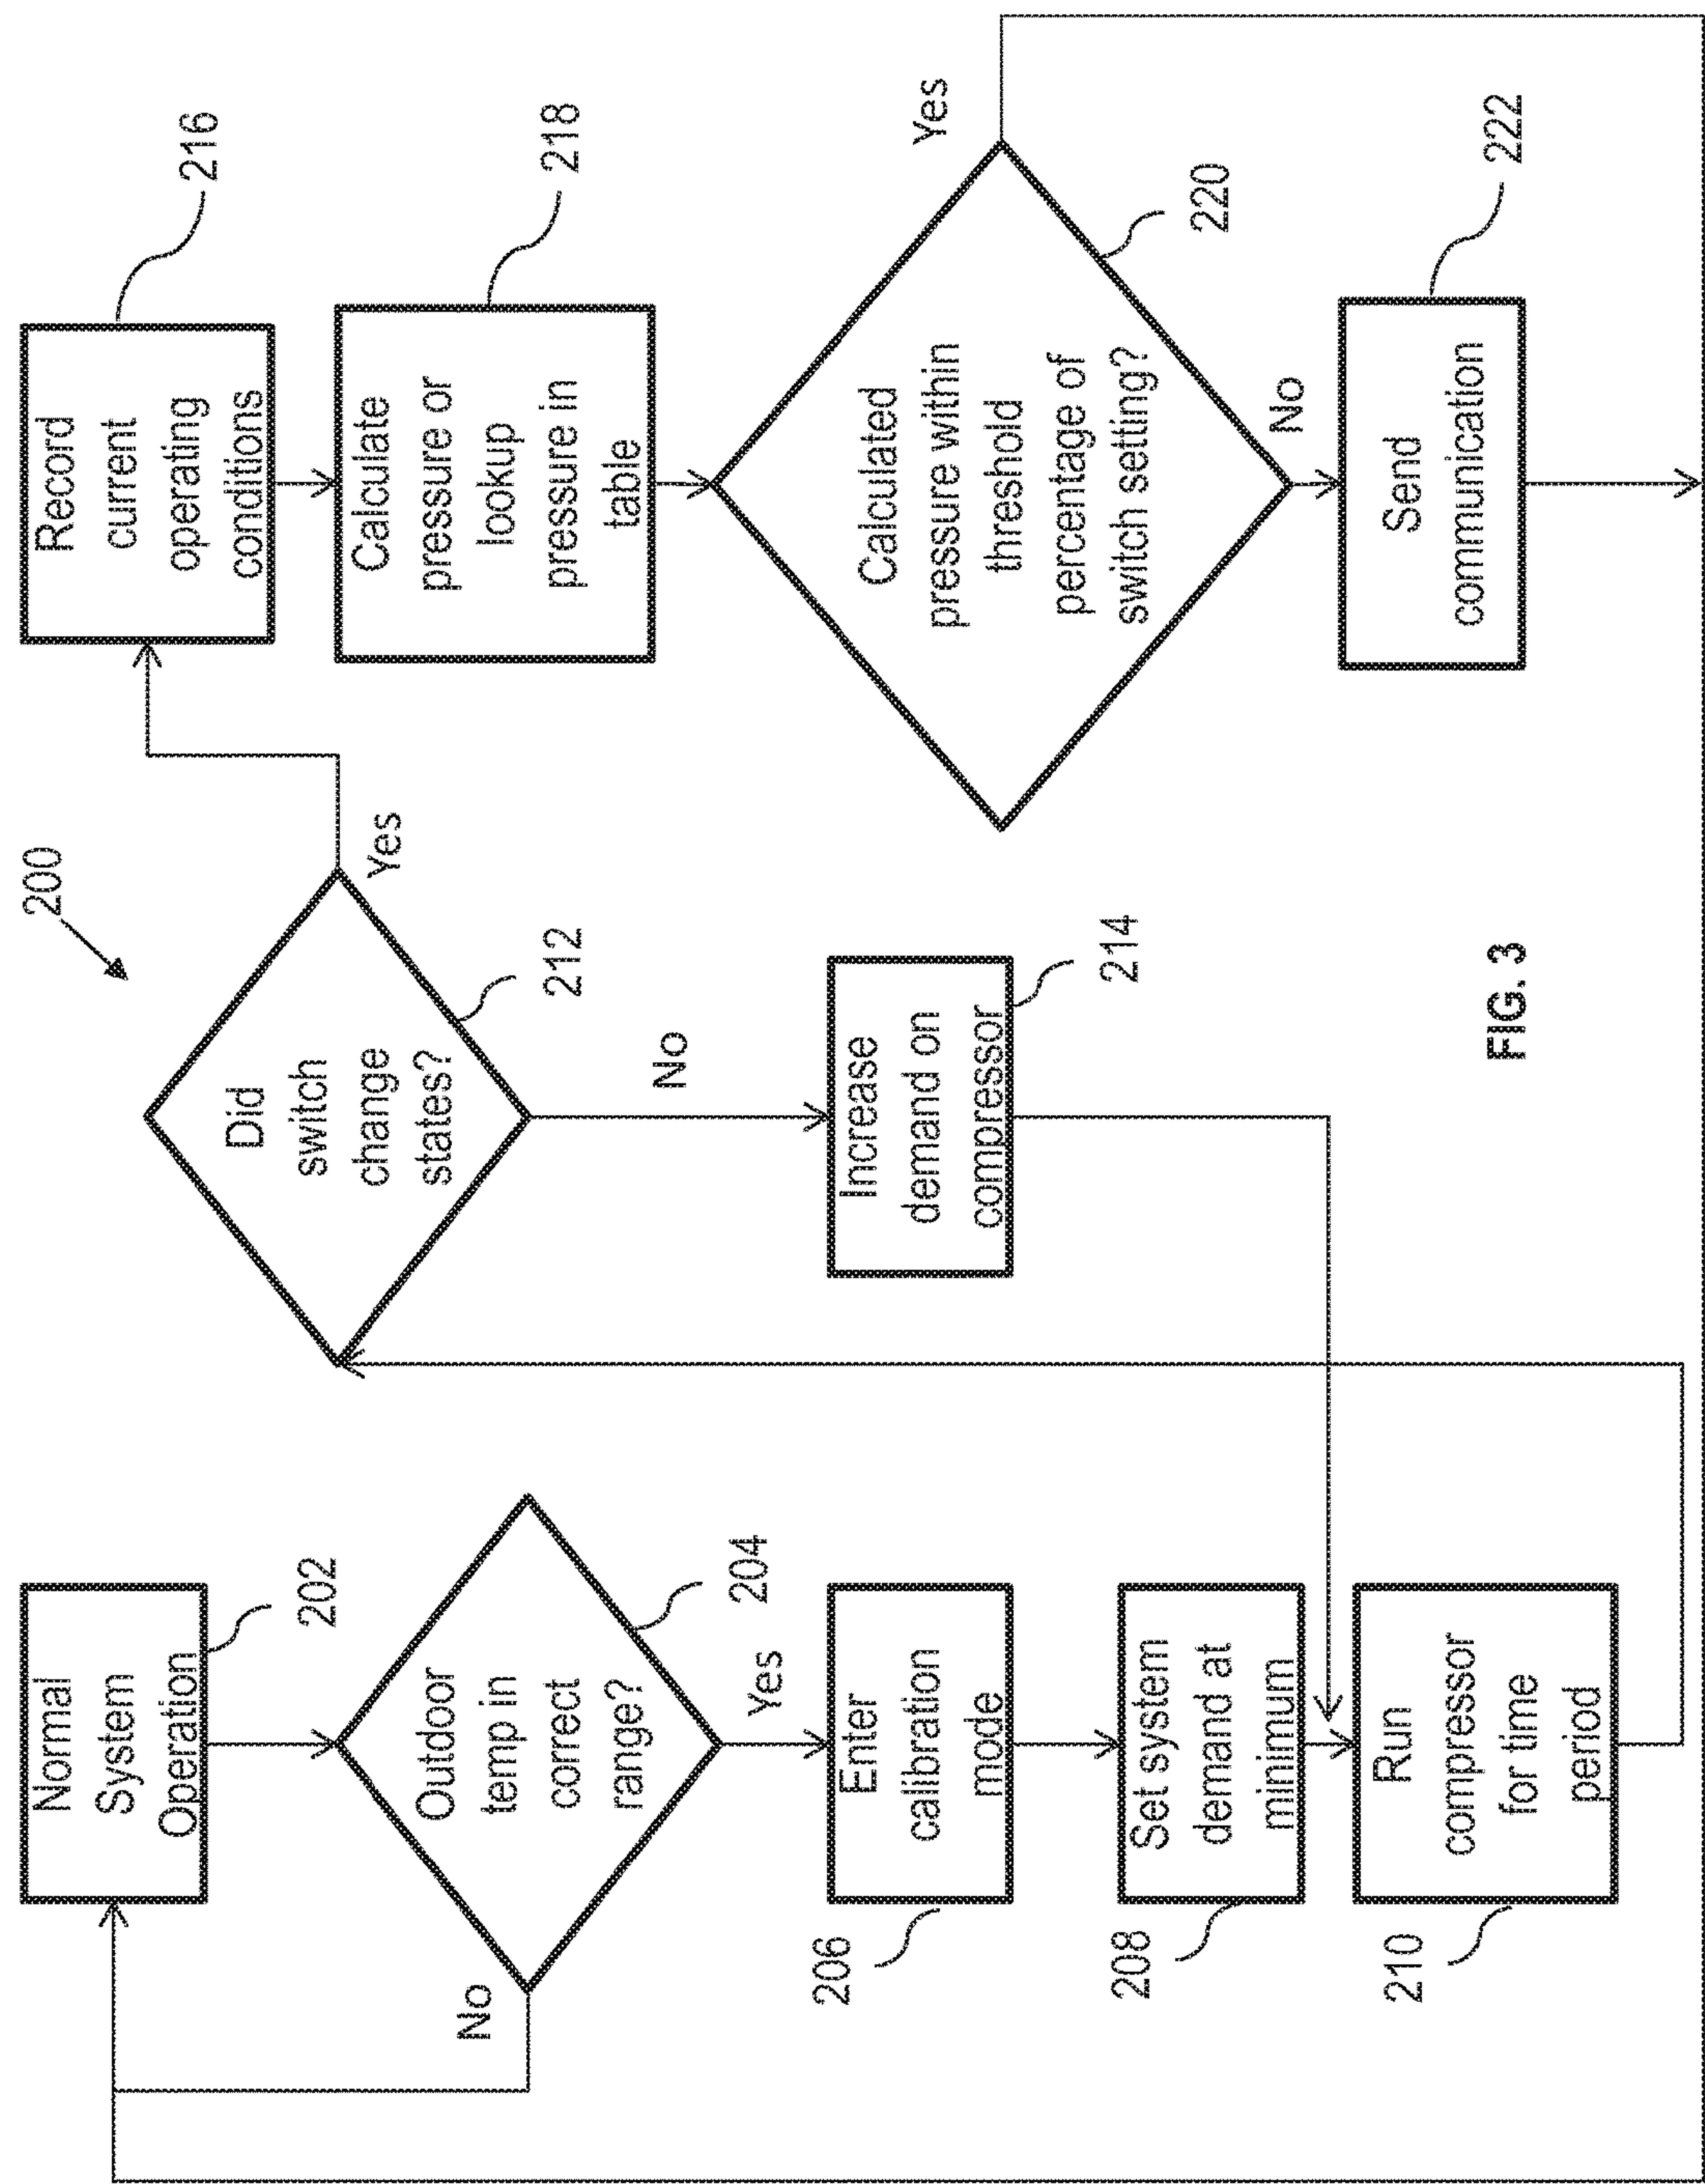 200
Normal
System
Operation
202
Outdoor
temp in
correct
range?
204
No
Yes
Enter
calibration
mode
206
Set system
demand at
minimum
208
Run
compressor
for time
period
210
Did
switch
change
states?
212
Yes
No
Increase
demand on
compressor
214
Record
current
operating
conditions
216
Calculate
pressure or
lookup
pressure in
table
218
Calculated
pressure within
threshold
percentage of
switch setting?
220
Yes
No
Send
communication
222
FIG. 3